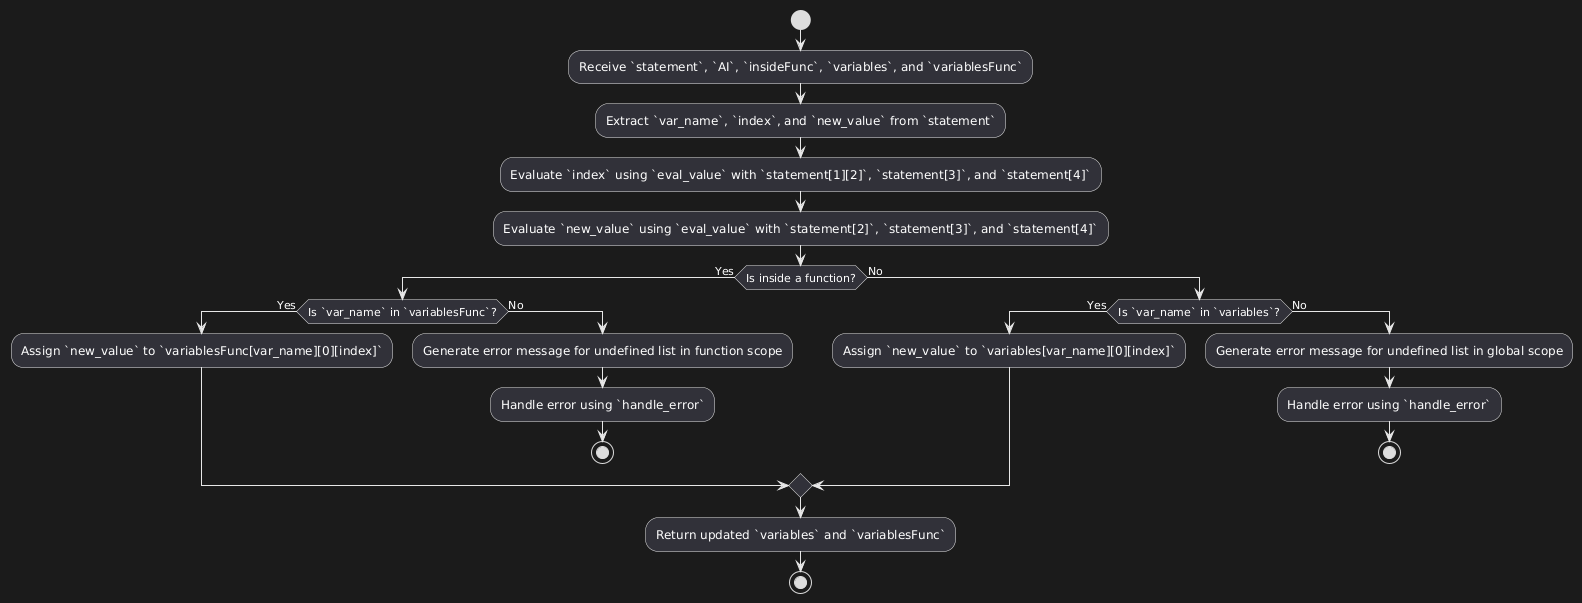 Receive `statement`, `AI`, `insideFunc`, `variables`, and `variablesFunc`
Extract `var_name`, `index`, and `new_value` from `statement`
Evaluate `index` using `eval_value` with `statement[1][2]`, `statement[3]`, and `statement[4]`
Evaluate `new_value` using `eval_value` with `statement[2]`, `statement[3]`, and `statement[4]`
Yes
Is inside a function?
No
Yes
Is `var_name` in `variablesFunc`?
No
Yes
Is `var_name` in `variables`?
No
Assign `new_value` to `variablesFunc[var_name][0][index]`
Generate error message for undefined list in function scope
Assign `new_value` to `variables[var_name][0][index]`
Generate error message for undefined list in global scope
Handle error using `handle_error`
Handle error using `handle_error`
Return updated `variables` and `variablesFunc`